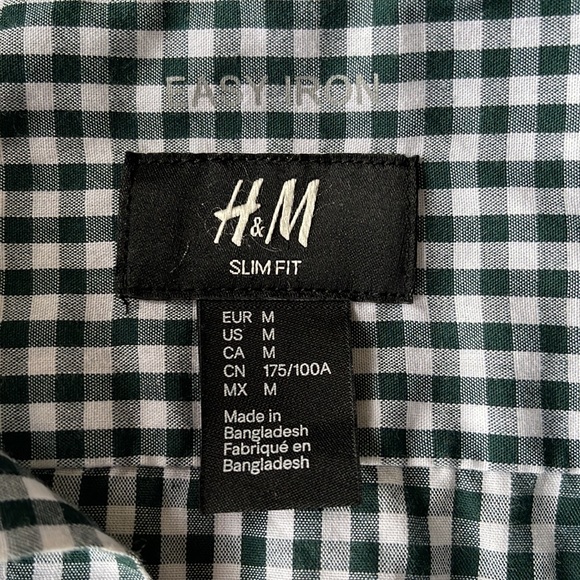 EASY IRON
H&M
SLIM FIT
EUR M
US M
CA M
CN 175/100A
MX M
Made in
Bangladesh
Fabriqué en
Bangladesh